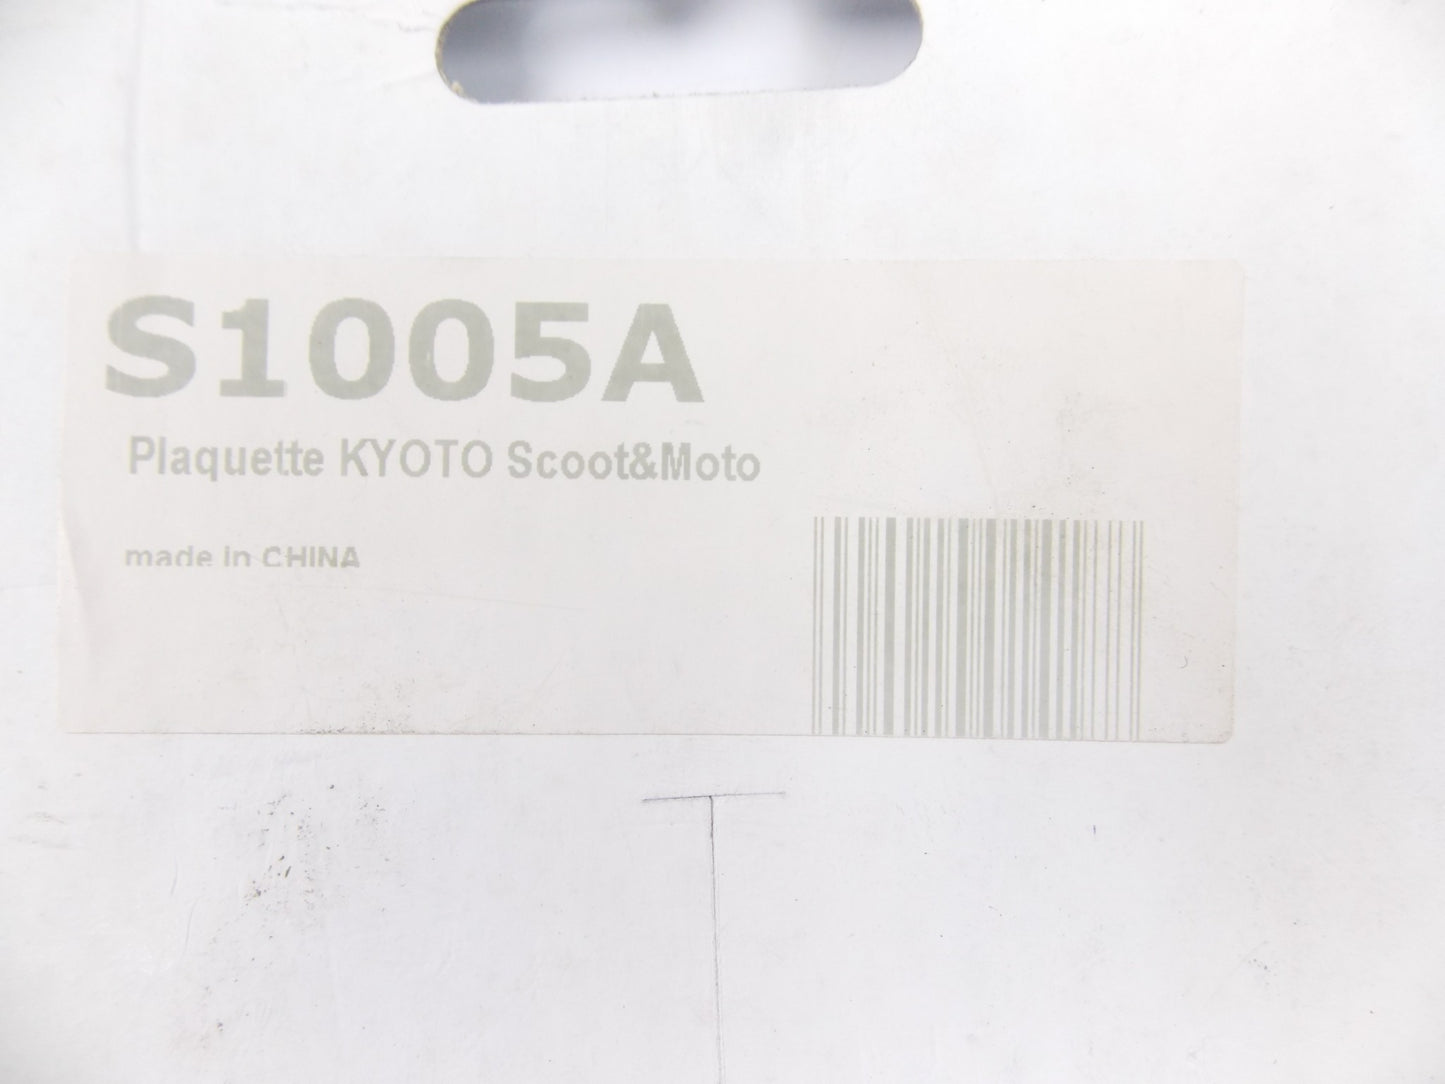 S1005A
Plaquette KYOTO Scoot&Moto
made in CHINA